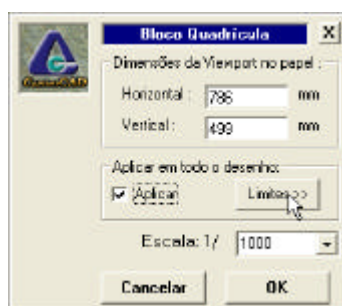 Bloco Quadrícula X
Dimensões da Viewport no papel :
Horizontal : 786 mm
Vertical : 499 mm
Aplicar em todo o desenho:
Aplicar Limites>>
Escala: 1/ 1000
Cancelar OK